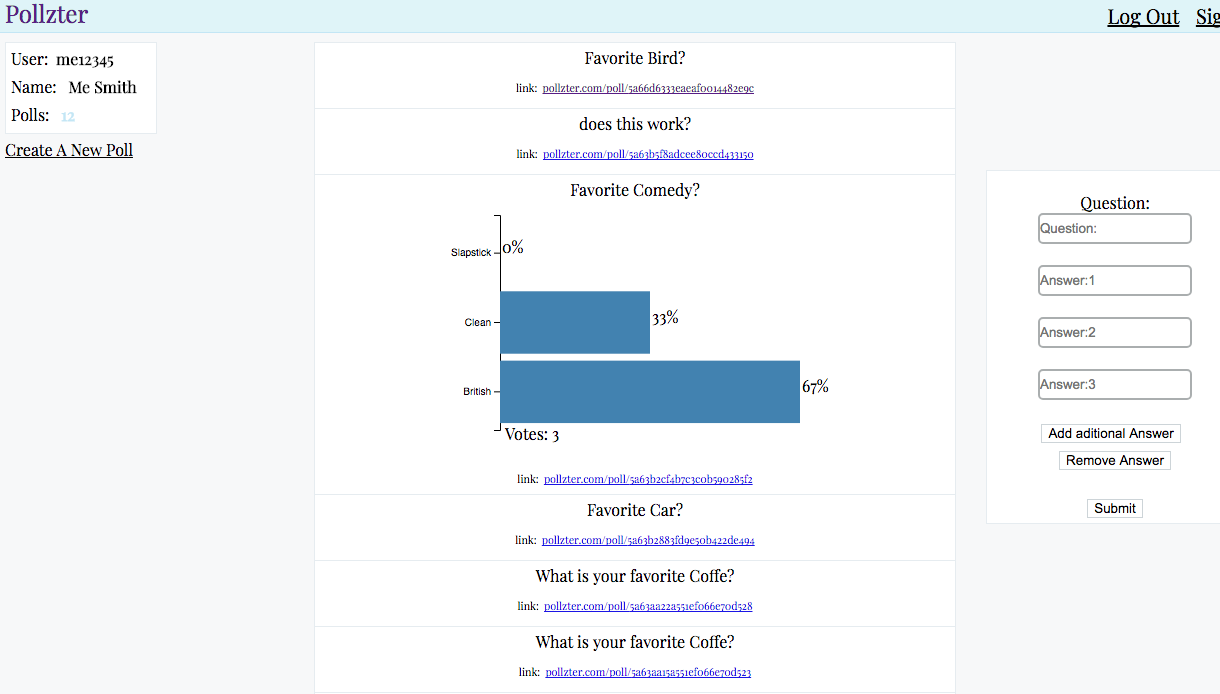 Pollzter
Log Out Sig
User: me12345
Name: Me Smith
Polls: 12
Create A New Poll
Favorite Bird?
link: pollzter.com/poll/5a66d6333eaeaf0014482e9c
does this work?
link: pollzter.com/poll/5a63b5f8adcee80ccd433150
Favorite Comedy?
Slapstick 0%
Clean 33%
British 67%
Votes: 3
link: pollzter.com/poll/5a63b2cf4b7c3c0b590285f2
Favorite Car?
link: pollzter.com/poll/5a63b2883fd9e50b422de494
What is your favorite Coffe?
link: pollzter.com/poll/5a63aa22a551ef066e70d528
What is your favorite Coffe?
link: pollzter.com/poll/5a63aa15a551ef066e70d523
Question:
Question:
Answer:1
Answer:2
Answer:3
Add aditional Answer
Remove Answer
Submit